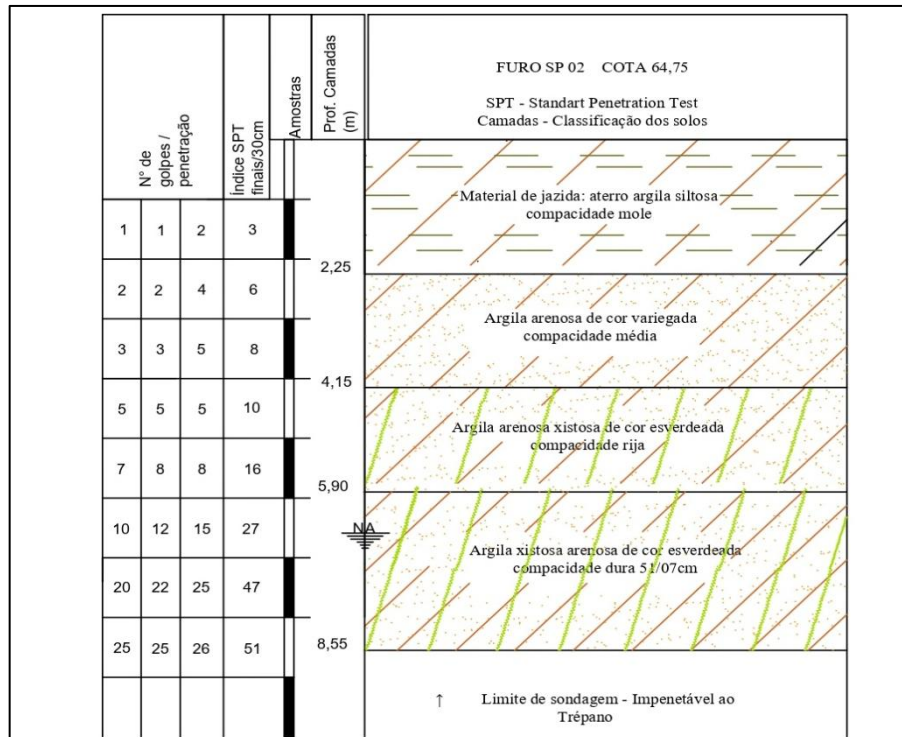 N° de
golpes /
penetração
Índice SPT
finais/30cm
Amostras
Prof. Camadas
(m)
FURO SP 02 COTA 64,75
SPT - Standart Penetration Test
Camadas - Classificação dos solos
Material de jazida: aterro argila siltosa
compacidade mole
1 1 2 3
2,25
2 2 4 6
Argila arenosa de cor variegada
compacidade média
3 3 5 8
4,15
5 5 5 10
Argila arenosa xistosa de cor esverdeada
compacidade rija
7 8 8 16
5,90
10 12 15 27
NA
Argila xistosa arenosa de cor esverdeada
compacidade dura 51/07cm
20 22 25 47
25 25 26 51
8,55
↑ Limite de sondagem - Impenetável ao
Trépano